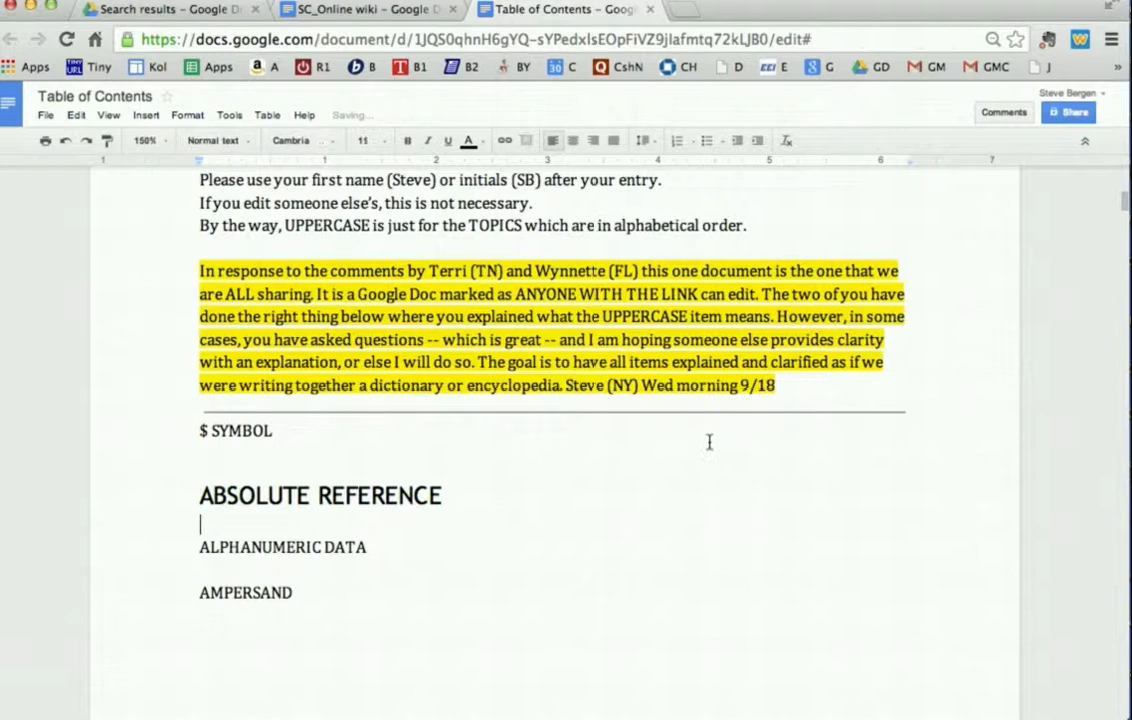 Search results - Google D
SC_Online wiki - Google D
Table of Contents - Goog
https://docs.google.com/document/d/1JQS0qhnH6gYQ-sYPedxlsEOpFiVZ9jlafmtq72kLJB0/edit#
Apps Tiny Kol Apps A R1 B B1 B2 BY C CshN CH D E G GD GM GMC J »
Table of Contents
Steve Bergen
File Edit View Insert Format Tools Table Help Saving...
Comments Share
150% Normal text Cambria 11 B I U A
1 1 2 3 4 5 6 7
Please use your first name (Steve) or initials (SB) after your entry.
If you edit someone else's, this is not necessary.
By the way, UPPERCASE is just for the TOPICS which are in alphabetical order.
In response to the comments by Terri (TN) and Wynnette (FL) this one document is the one that we
are ALL sharing. It is a Google Doc marked as ANYONE WITH THE LINK can edit. The two of you have
done the right thing below where you explained what the UPPERCASE item means. However, in some
cases, you have asked questions -- which is great -- and I am hoping someone else provides clarity
with an explanation, or else I will do so. The goal is to have all items explained and clarified as if we
were writing together a dictionary or encyclopedia. Steve (NY) Wed morning 9/18
$ SYMBOL
ABSOLUTE REFERENCE
ALPHANUMERIC DATA
AMPERSAND